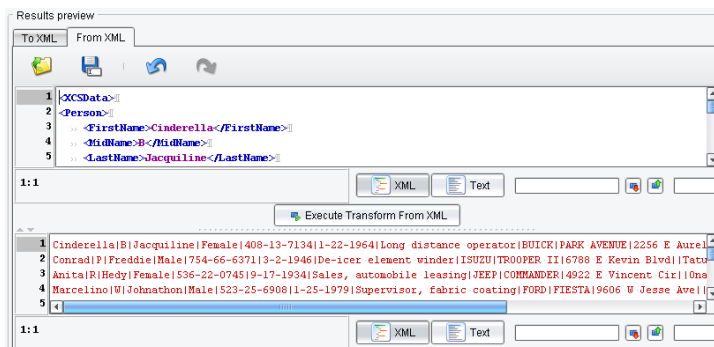 Results preview
To XML From XML
1 <XCSData>
2 <Person>
3 <FirstName>Cinderella</FirstName>
4 <MidName>B</MidName>
5 <LastName>Jacquiline</LastName>
1:1 XML Text
Execute Transform From XML
1 Cinderella|B|Jacquiline|Female|408-13-7134|1-22-1964|Long distance operator|BUICK|PARK AVENUE|2256 E Aurel
2 Conrad|P|Freddie|Male|754-66-6371|3-2-1946|De-icer element winder|ISUZU|TROOPER II|6788 E Kevin Blvd||Tatu
3 Anita|R|Hedy|Female|536-22-0745|9-17-1934|Sales, automobile leasing|JEEP|COMMANDER|4922 E Vincent Cir||Ona
4 Marcelino|W|Johnathon|Male|523-25-6908|1-25-1979|Supervisor, fabric coating|FORD|FIESTA|9606 W Jesse Ave||
5
1:1 XML Text